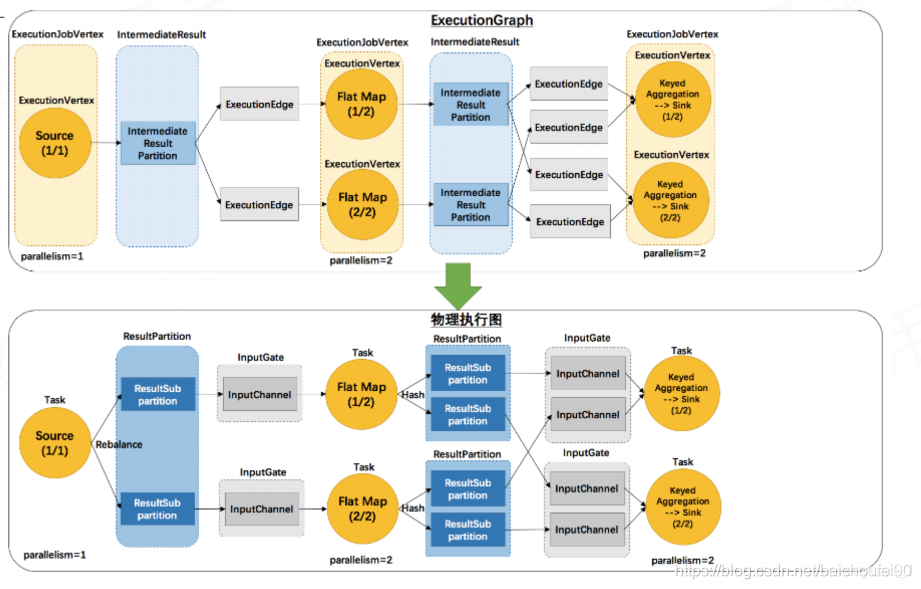 ExecutionGraph
ExecutionJobVertex
IntermediateResult
ExecutionJobVertex
IntermediateResult
ExecutionJobVertex
ExecutionVertex
Source
(1/1)
Intermediate
Result
Partition
ExecutionEdge
ExecutionEdge
ExecutionVertex
Flat Map
(1/2)
ExecutionVertex
Flat Map
(2/2)
Intermediate
Result
Partition
Intermediate
Result
Partition
ExecutionEdge
ExecutionEdge
ExecutionEdge
ExecutionEdge
ExecutionVertex
Keyed
Aggregation
--> Sink
(1/2)
ExecutionVertex
Keyed
Aggregation
--> Sink
(2/2)
parallelism=1
parallelism=2
parallelism=2
物理执行图
Task
Source
(1/1)
Rebalance
ResultPartition
ResultSub
partition
ResultSub
partition
InputGate
InputChannel
InputGate
InputChannel
Task
Flat Map
(1/2)
Hash
Task
Flat Map
(2/2)
Hash
ResultPartition
ResultSub
partition
ResultSub
partition
ResultPartition
ResultSub
partition
ResultSub
partition
InputGate
InputChannel
InputChannel
InputGate
InputChannel
InputChannel
Task
Keyed
Aggregation
--> Sink
(1/2)
Task
Keyed
Aggregation
--> Sink
(2/2)
parallelism=1
parallelism=2
parallelism=2
https://blog.csdn.net/baichoufei90